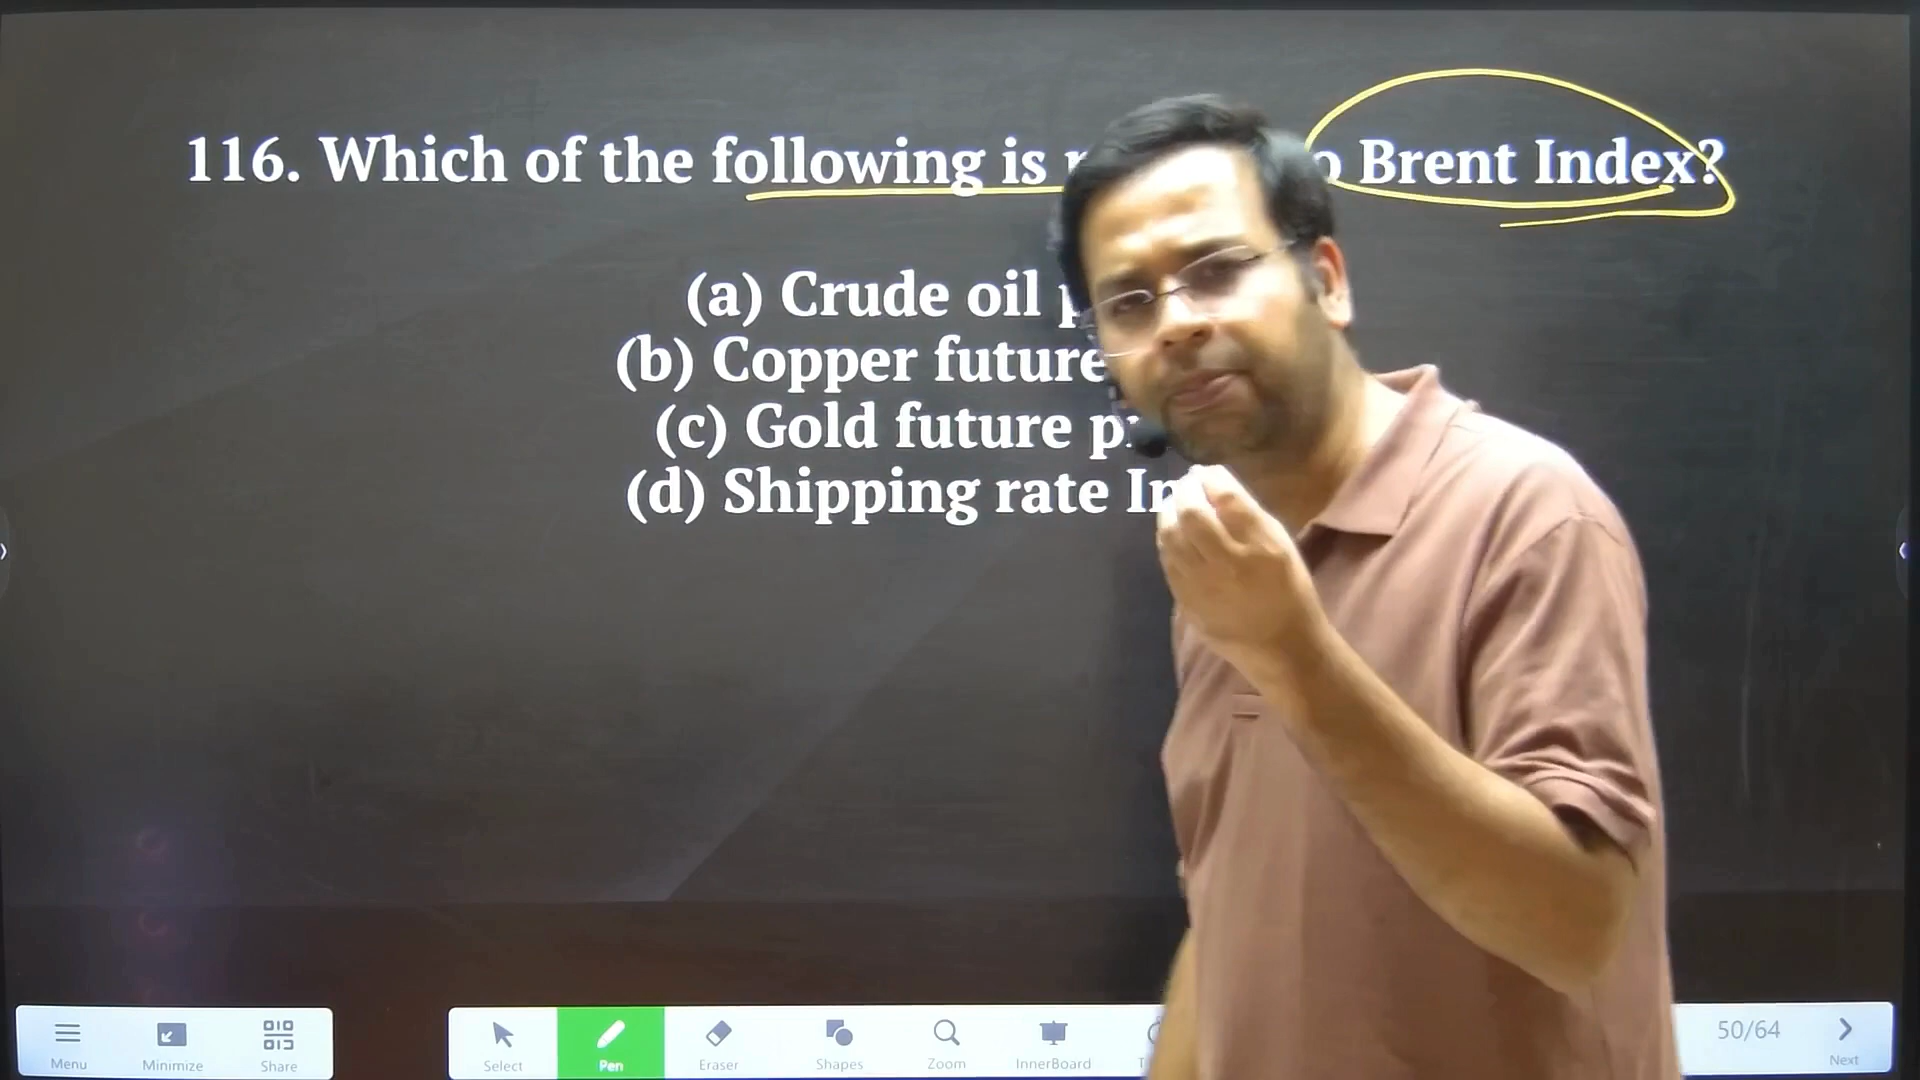 116. Which of the following is Brent Index?
(a) Crude oil
(b) Copper future
(c) Gold future
(d) Shipping rate
Menu Minimize Share Select Pen Eraser Shapes Zoom InnerBoard 50/64 Next